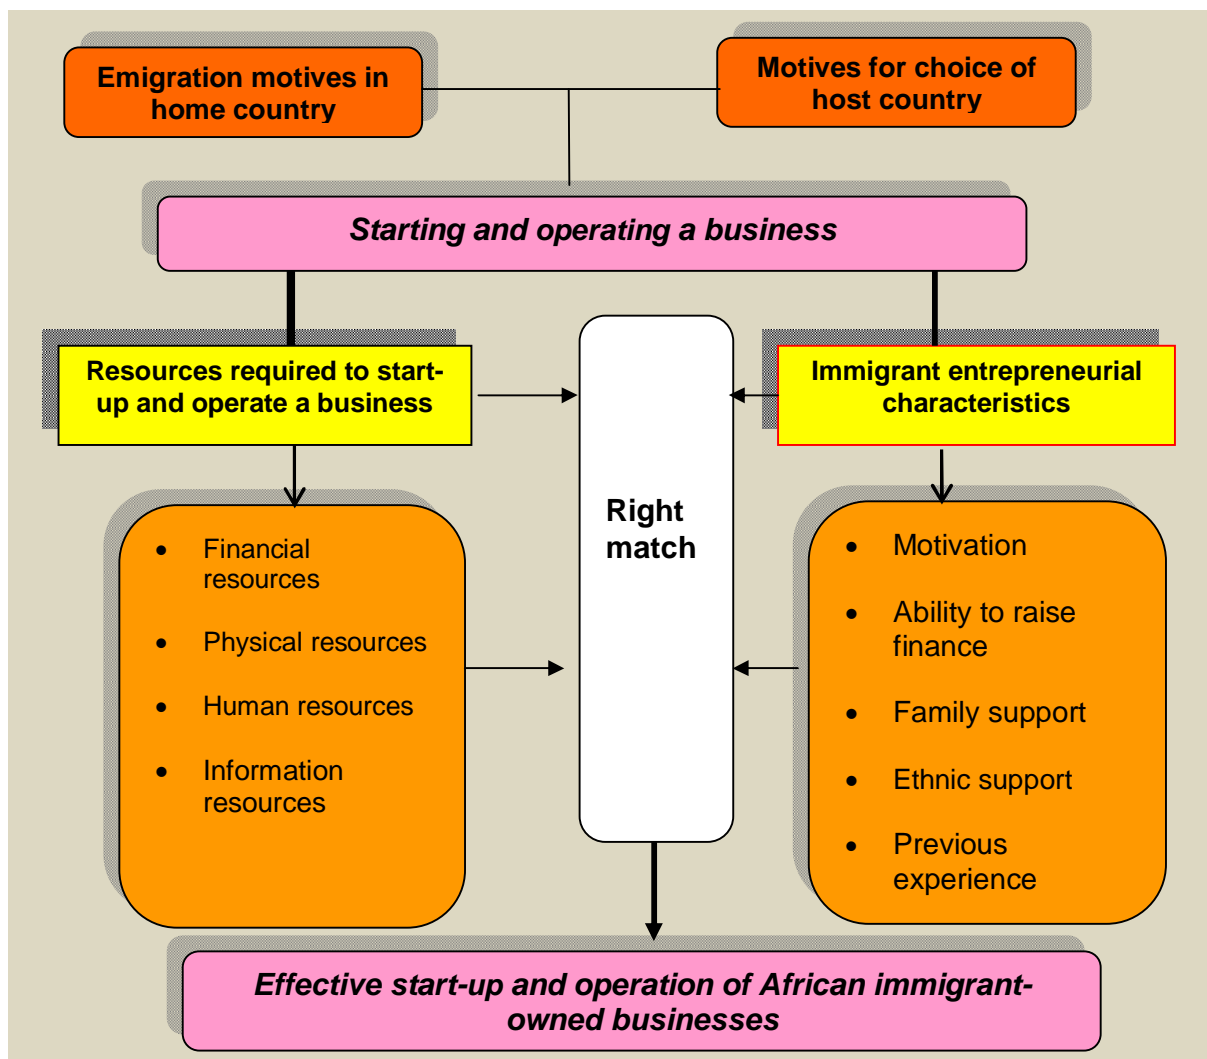 Emigration motives in
home country
Motives for choice of
host country
Starting and operating a business
Resources required to start-
up and operate a business
Immigrant entrepreneurial
characteristics
• Financial
resources
• Physical resources
• Human resources
• Information
resources
Right
match
• Motivation
• Ability to raise
finance
• Family support
• Ethnic support
• Previous
experience
Effective start-up and operation of African immigrant-
owned businesses